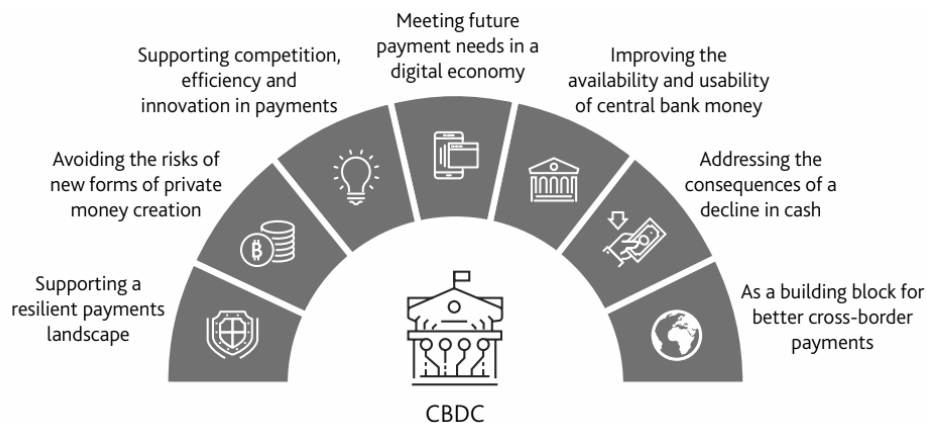 Supporting a
resilient payments
landscape
Avoiding the risks of
new forms of private
money creation
Supporting competition,
efficiency and
innovation in payments
Meeting future
payment needs in a
digital economy
Improving the
availability and usability
of central bank money
Addressing the
consequences of a
decline in cash
As a building block for
better cross-border
payments
CBDC